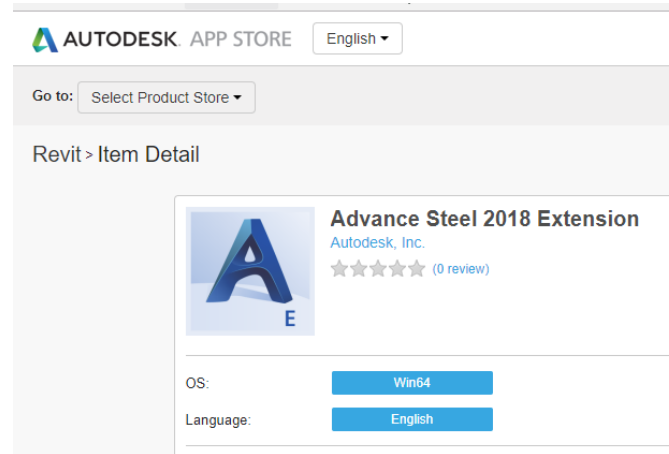 AUTODESK. APP STORE English
Go to: Select Product Store
Revit > Item Detail
Advance Steel 2018 Extension
Autodesk, Inc.
(0 review)
E
OS: Win64
Language: English